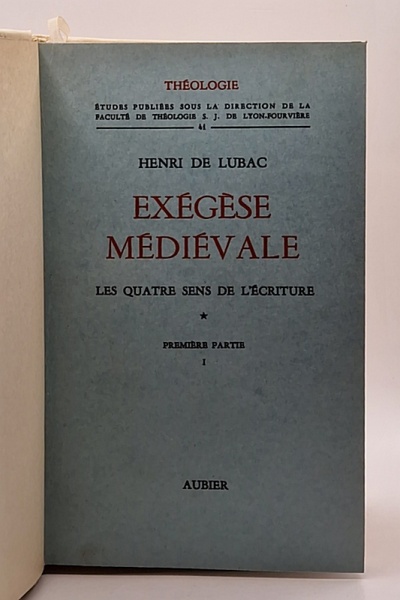 THÉOLOGIE
ÉTUDES PUBLIÉES SOUS LA DIRECTION DE LA
FACULTÉ DE THÉOLOGIE S. J. DE LYON-FOURVIÈRE
41
HENRI DE LUBAC
EXÉGÈSE
MÉDIÉVALE
LES QUATRE SENS DE L'ÉCRITURE
★
PREMIÈRE PARTIE
I
AUBIER